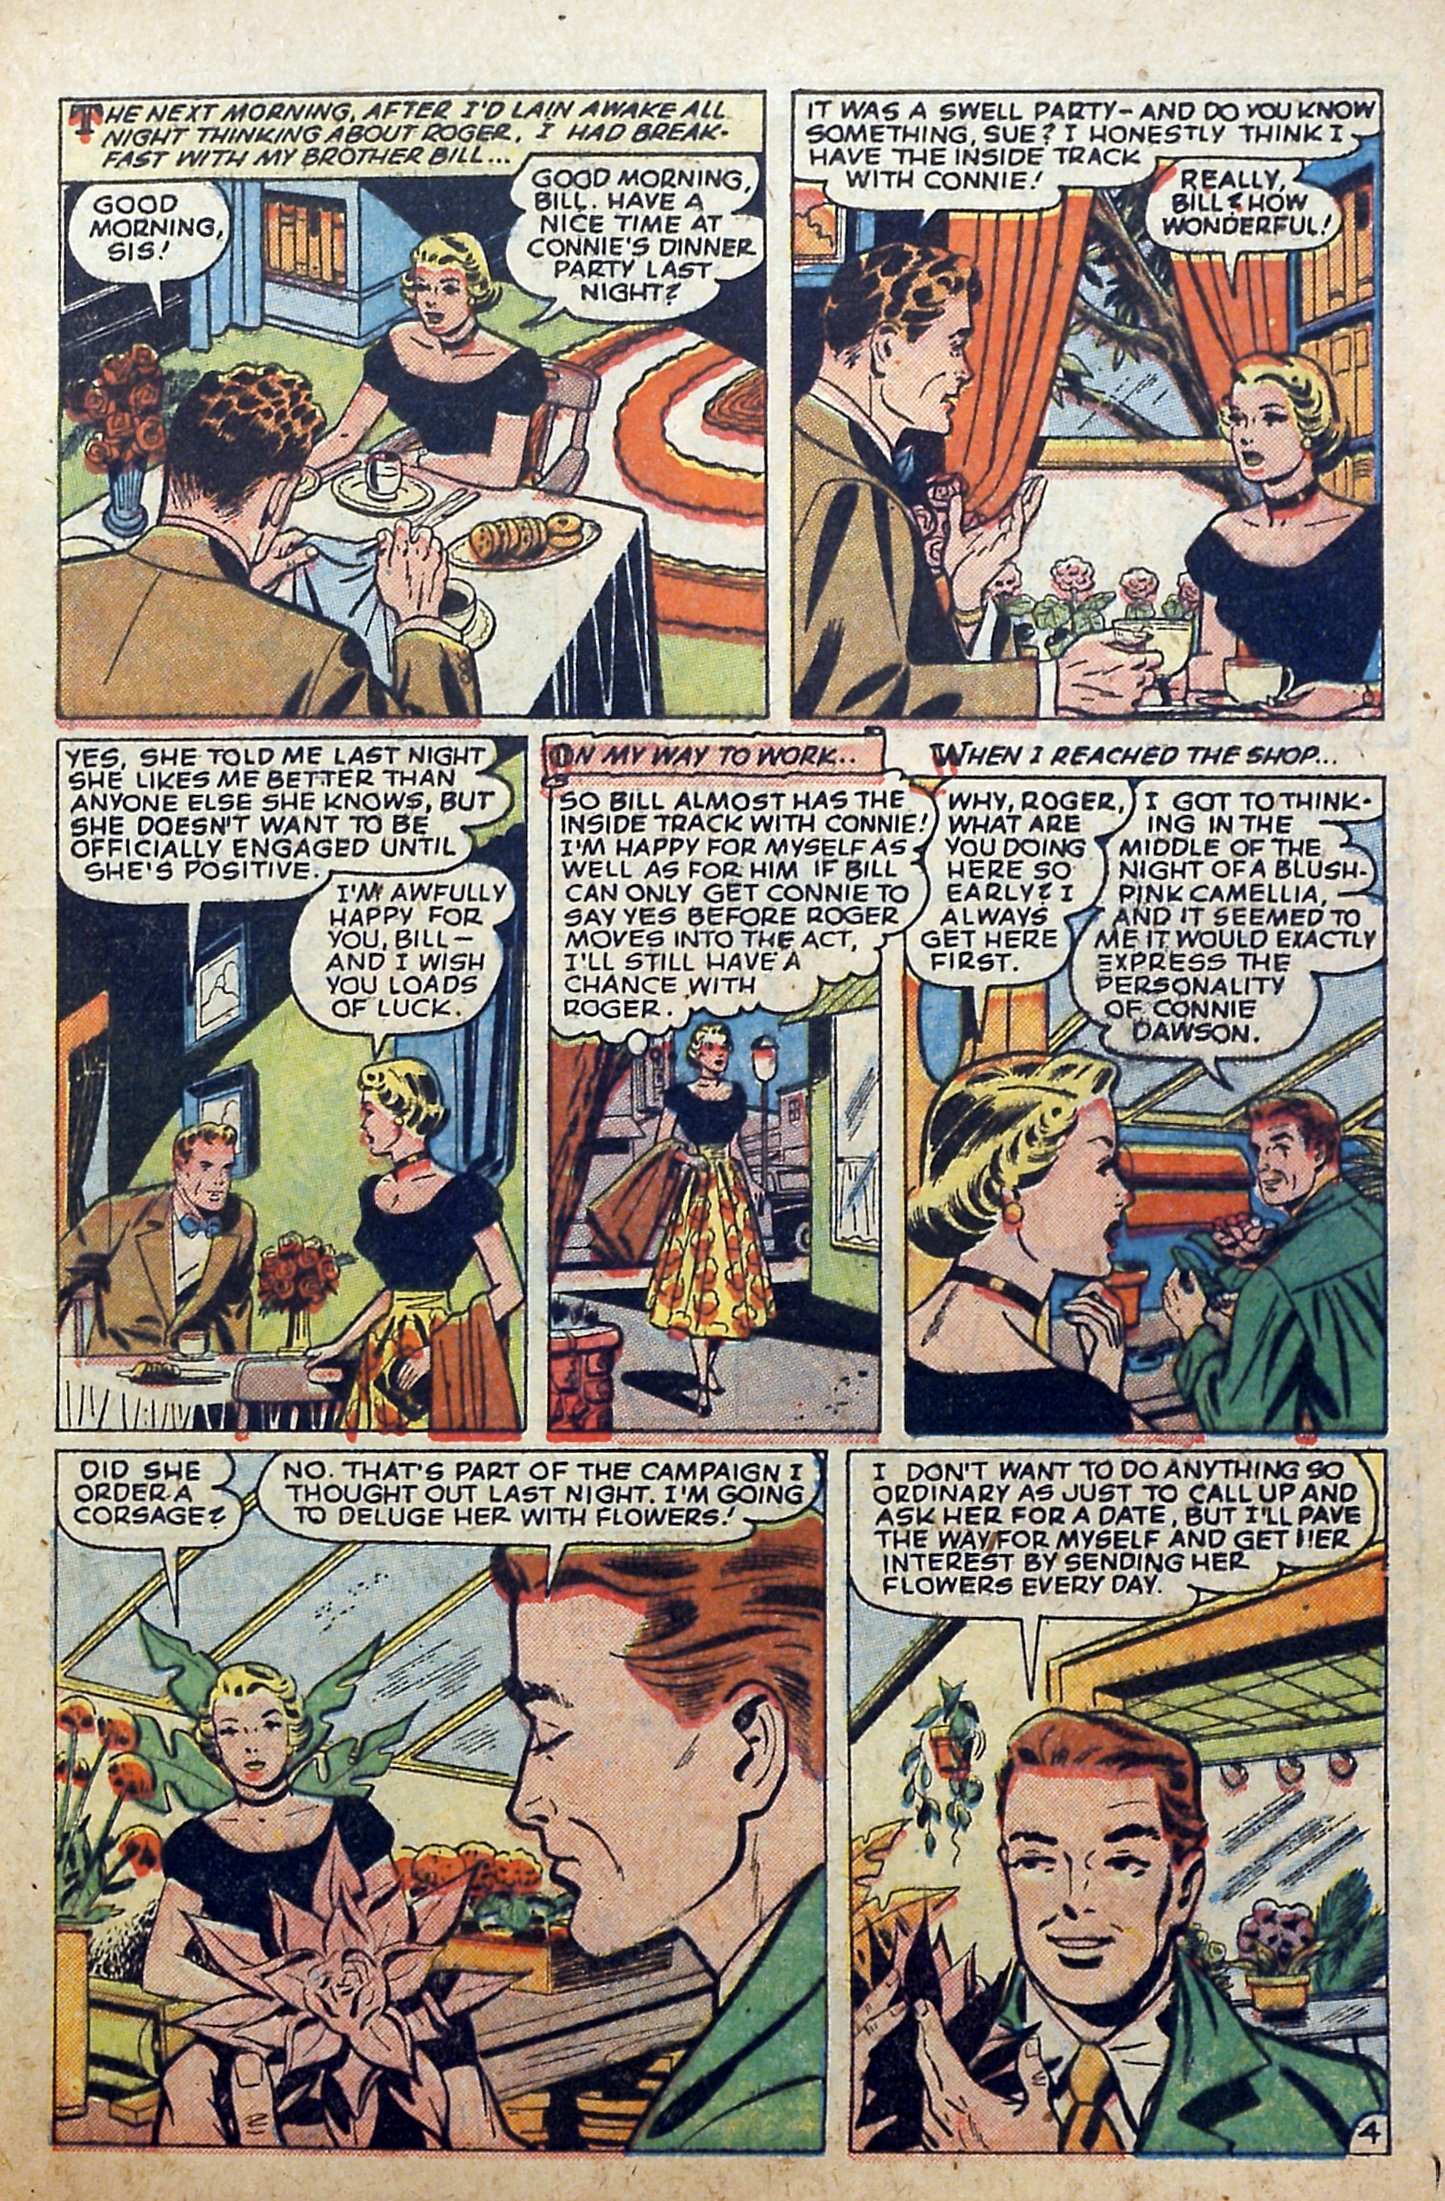 THE NEXT MORNING, AFTER I'D LAIN AWAKE ALL
NIGHT THINKING ABOUT ROGER, I HAD BREAK-
FAST WITH MY BROTHER BILL...
GOOD
MORNING,
SIS!
GOOD MORNING,
BILL. HAVE A
NICE TIME AT
CONNIE'S DINNER
PARTY LAST
NIGHT?
IT WAS A SWELL PARTY - AND DO YOU KNOW
SOMETHING, SUE? I HONESTLY THINK I
HAVE THE INSIDE TRACK
WITH CONNIE!
REALLY,
BILL? HOW
WONDERFUL!
YES, SHE TOLD ME LAST NIGHT
SHE LIKES ME BETTER THAN
ANYONE ELSE SHE KNOWS, BUT
SHE DOESN'T WANT TO BE
OFFICIALLY ENGAGED UNTIL
SHE'S POSITIVE.
I'M AWFULLY
HAPPY FOR
YOU, BILL -
AND I WISH
YOU LOADS
OF LUCK.
ON MY WAY TO WORK...
SO BILL ALMOST HAS THE
INSIDE TRACK WITH CONNIE!
I'M HAPPY FOR MYSELF AS
WELL AS FOR HIM IF BILL
CAN ONLY GET CONNIE TO
SAY YES BEFORE ROGER
MOVES INTO THE ACT,
I'LL STILL HAVE A
CHANCE WITH
ROGER.
WHEN I REACHED THE SHOP...
WHY, ROGER,
WHAT ARE
YOU DOING
HERE SO
EARLY? I
ALWAYS
GET HERE
FIRST.
I GOT TO THINK-
ING IN THE
MIDDLE OF THE
NIGHT OF A BLUSH-
PINK CAMELLIA,
AND IT SEEMED TO
ME IT WOULD EXACTLY
EXPRESS THE
PERSONALITY
OF CONNIE
DAWSON.
DID SHE
ORDER A
CORSAGE?
NO. THAT'S PART OF THE CAMPAIGN I
THOUGHT OUT LAST NIGHT. I'M GOING
TO DELUGE HER WITH FLOWERS!
I DON'T WANT TO DO ANYTHING SO
ORDINARY AS JUST TO CALL UP AND
ASK HER FOR A DATE, BUT I'LL PAVE
THE WAY FOR MYSELF AND GET HER
INTEREST BY SENDING HER
FLOWERS EVERY DAY.
4